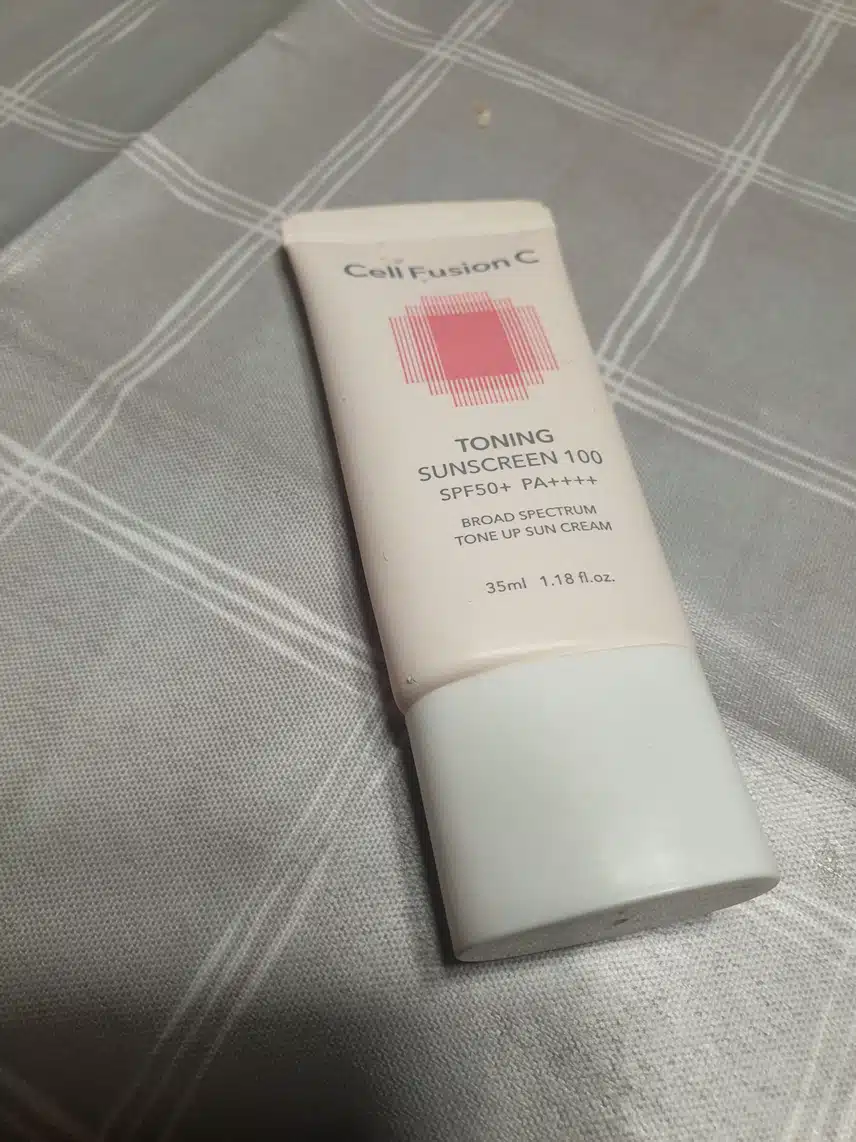 Cell Fusion C
TONING
SUNSCREEN 100
SPF50+ PA++++
BROAD SPECTRUM
TONE UP SUN CREAM
35ml 1.18 fl.oz.